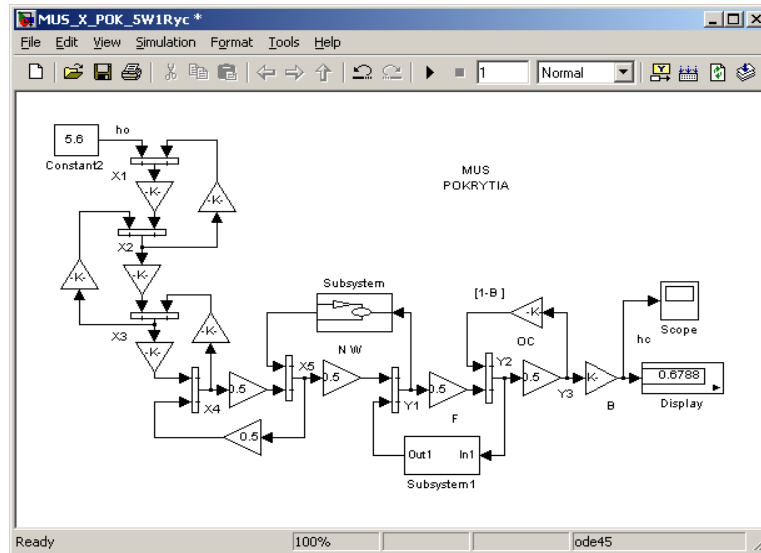 MUS_X_POK_5W1Ryc *
File Edit View Simulation Format Tools Help
1 Normal
5.6
ho
Constant2
X1
-K-
-K-
MUS
POKRYTIA
X2
-K-
-K-
X3
-K-
-K-
Subsystem
[1-B ]
-K-
OC
Scope
hc
N W
X4
0.5
X5
0.5
Y1
0.5
F
Y2
0.5
Y3
-K-
B
0.6788
Display
0.5
Out1 In1
Subsystem1
Ready 100% ode45